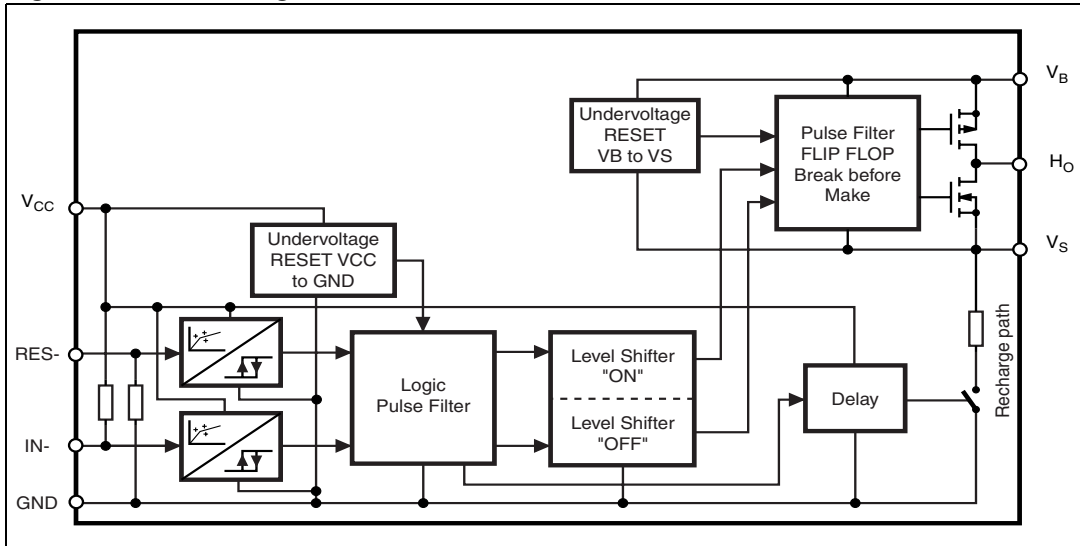 VB
Undervoltage
RESET
VB to VS
Pulse Filter
FLIP FLOP
Break before
Make
HO
VCC
Undervoltage
RESET VCC
to GND
VS
RES-
Logic
Pulse Filter
Level Shifter
"ON"
Level Shifter
"OFF"
Delay
Recharge path
IN-
GND